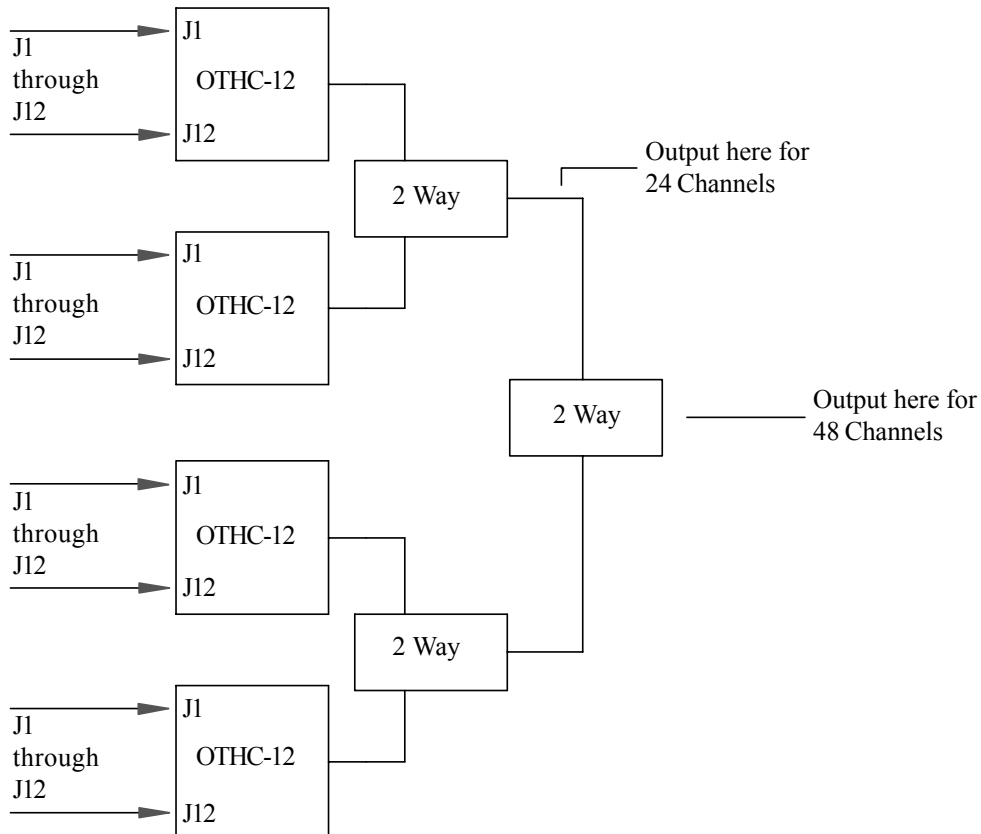 J1
through
J12
J1
OTHC-12
J12
2 Way
Output here for
24 Channels
J1
through
J12
J1
OTHC-12
J12
2 Way
Output here for
48 Channels
J1
through
J12
J1
OTHC-12
J12
2 Way
J1
through
J12
J1
OTHC-12
J12